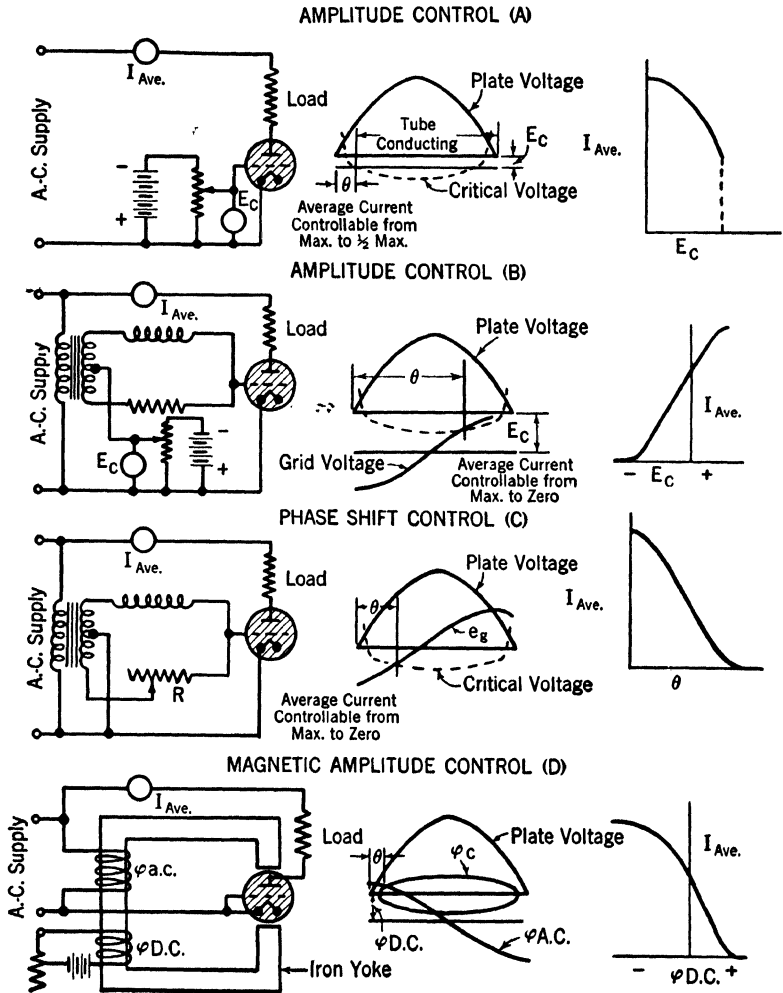 AMPLITUDE CONTROL (A)
I Ave.
Load
A.-C. Supply
-
+
E C
Plate Voltage
Tube
Conducting
E C
θ
Critical Voltage
Average Current
Controllable from
Max. to ½ Max.
I Ave.
E C
AMPLITUDE CONTROL (B)
I Ave.
Load
A.-C. Supply
E C
-
+
Plate Voltage
θ
E C
Grid Voltage
Average Current
Controllable from
Max. to Zero
I Ave.
- E C +
PHASE SHIFT CONTROL (C)
I Ave.
Load
A.-C. Supply
R
Plate Voltage
θ
e g
Critical Voltage
Average Current
Controllable from
Max. to Zero
I Ave.
θ
MAGNETIC AMPLITUDE CONTROL (D)
I Ave.
Load
A.-C. Supply
φ a.c.
φ D.C.
Iron Yoke
Plate Voltage
θ
φ c
φ D.C.
φ A.C.
I Ave.
- φ D.C. +